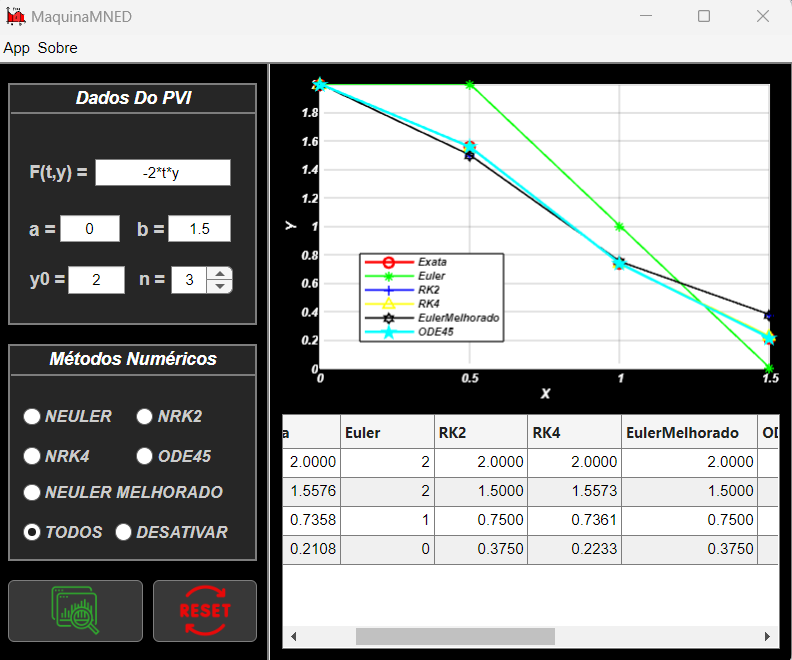 MaquinaMNED
App Sobre
Dados Do PVI
F(t,y) = -2*t*y
a = 0 b = 1.5
y0 = 2 n = 3
Métodos Numéricos
NEULER NRK2
NRK4 ODE45
NEULER MELHORADO
TODOS DESATIVAR
RESET
2
1.8
1.6
1.4
1.2
1
0.8
0.6
0.4
0.2
0
Y
Exata
Euler
RK2
RK4
EulerMelhorado
ODE45
0 0.5 1 1.5
X
a Euler RK2 RK4 EulerMelhorado OD
2.0000 2 2.0000 2.0000 2.0000
1.5576 2 1.5000 1.5573 1.5000
0.7358 1 0.7500 0.7361 0.7500
0.2108 0 0.3750 0.2233 0.3750